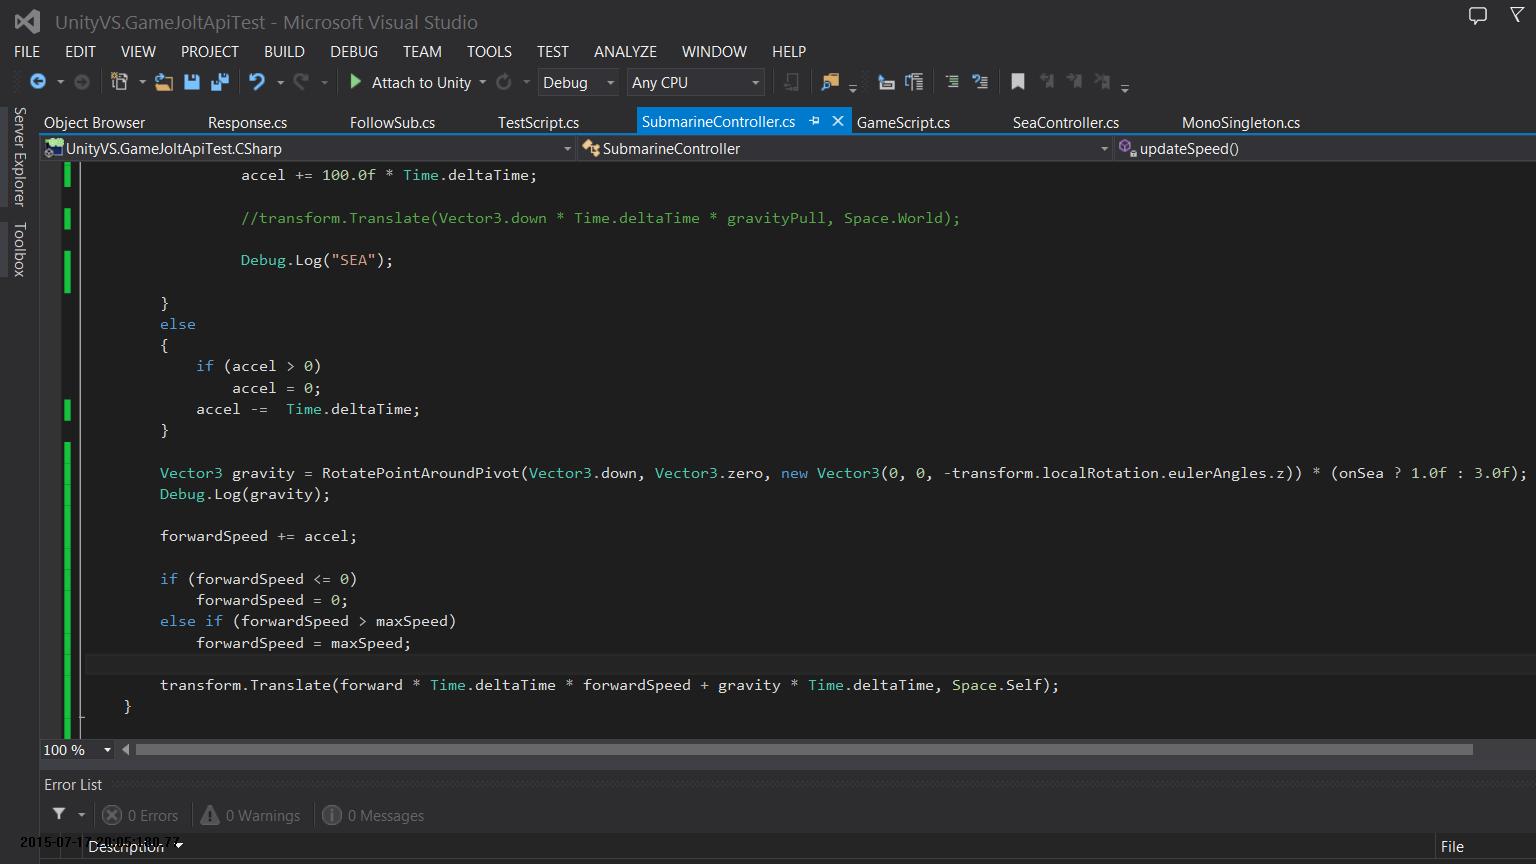 UnityVS.GameJoltApiTest - Microsoft Visual Studio
FILE EDIT VIEW PROJECT BUILD DEBUG TEAM TOOLS TEST ANALYZE WINDOW HELP
Attach to Unity Debug Any CPU
Server Explorer
Toolbox
Object Browser Response.cs FollowSub.cs TestScript.cs SubmarineController.cs GameScript.cs SeaController.cs MonoSingleton.cs
UnityVS.GameJoltApiTest.CSharp SubmarineController updateSpeed()
accel += 100.0f * Time.deltaTime;
//transform.Translate(Vector3.down * Time.deltaTime * gravityPull, Space.World);
Debug.Log("SEA");
}
else
{
if (accel > 0)
accel = 0;
accel -=  Time.deltaTime;
}
Vector3 gravity = RotatePointAroundPivot(Vector3.down, Vector3.zero, new Vector3(0, 0, -transform.localRotation.eulerAngles.z)) * (onSea ? 1.0f : 3.0f);
Debug.Log(gravity);
forwardSpeed += accel;
if (forwardSpeed <= 0)
forwardSpeed = 0;
else if (forwardSpeed > maxSpeed)
forwardSpeed = maxSpeed;
transform.Translate(forward * Time.deltaTime * forwardSpeed + gravity * Time.deltaTime, Space.Self);
}
100 %
Error List
0 Errors 0 Warnings 0 Messages
Description File